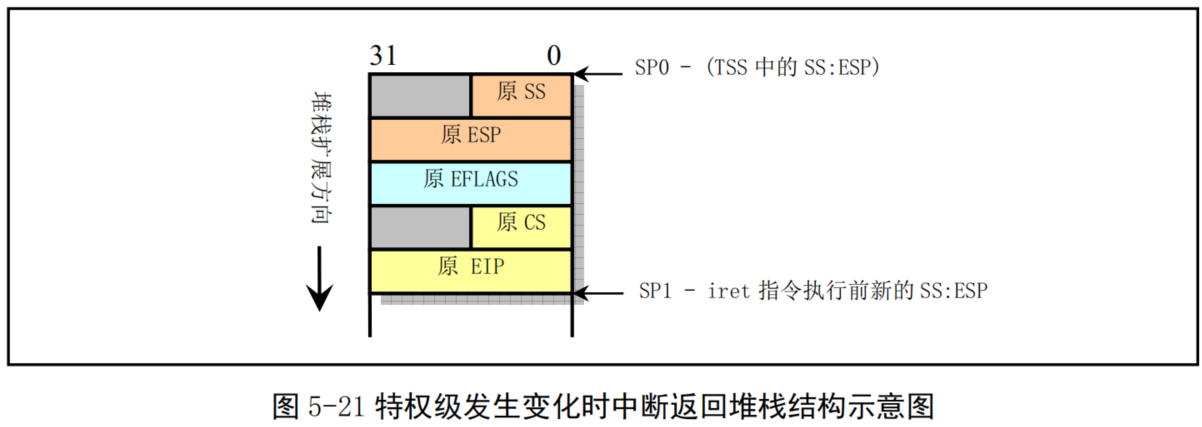 31 0
SP0 - (TSS 中的 SS:ESP)
原 SS
原 ESP
原 EFLAGS
原 CS
原 EIP
堆栈扩展方向
SP1 - iret 指令执行前新的 SS:ESP
图 5-21 特权级发生变化时中断返回堆栈结构示意图